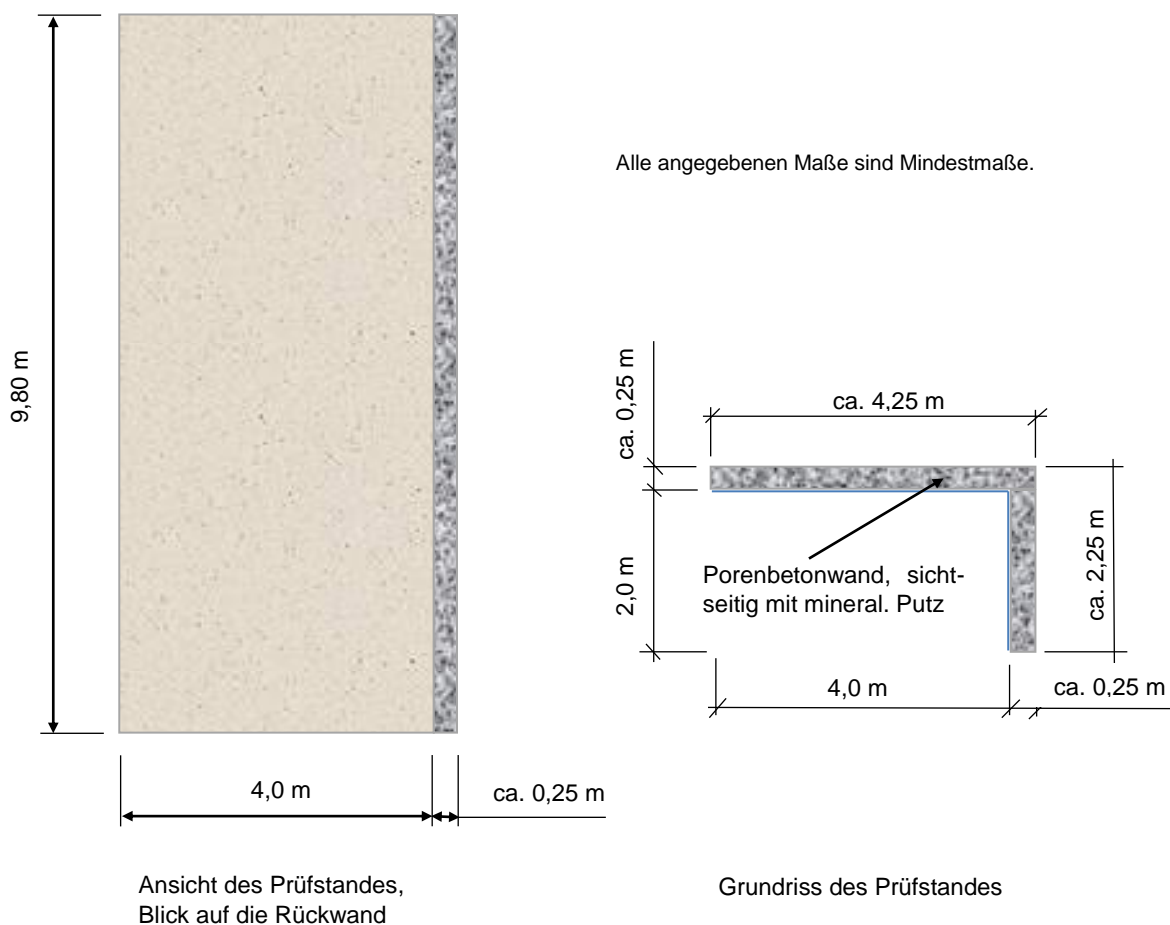 Alle angegebenen Maße sind Mindestmaße.
9,80 m
4,0 m
ca. 0,25 m
Ansicht des Prüfstandes,
Blick auf die Rückwand
ca. 0,25 m
ca. 4,25 m
2,0 m
Porenbetonwand, sicht-
seitig mit mineral. Putz
ca. 2,25 m
4,0 m
ca. 0,25 m
Grundriss des Prüfstandes